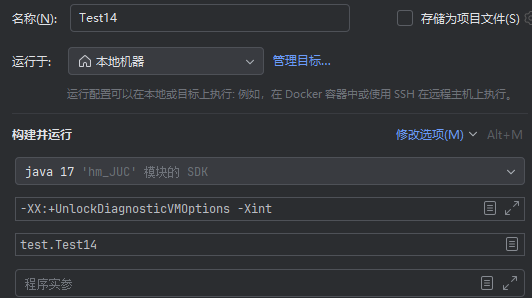 名称(N): Test14 存储为项目文件(S)
运行于: 本地机器 管理目标...
运行配置可以在本地或目标上执行: 例如，在 Docker 容器中或使用 SSH 在远程主机上执行。
构建并运行 修改选项(M) Alt+M
java 17 'hm_JUC' 模块的 SDK
-XX:+UnlockDiagnosticVMOptions -Xint
test.Test14
程序实参